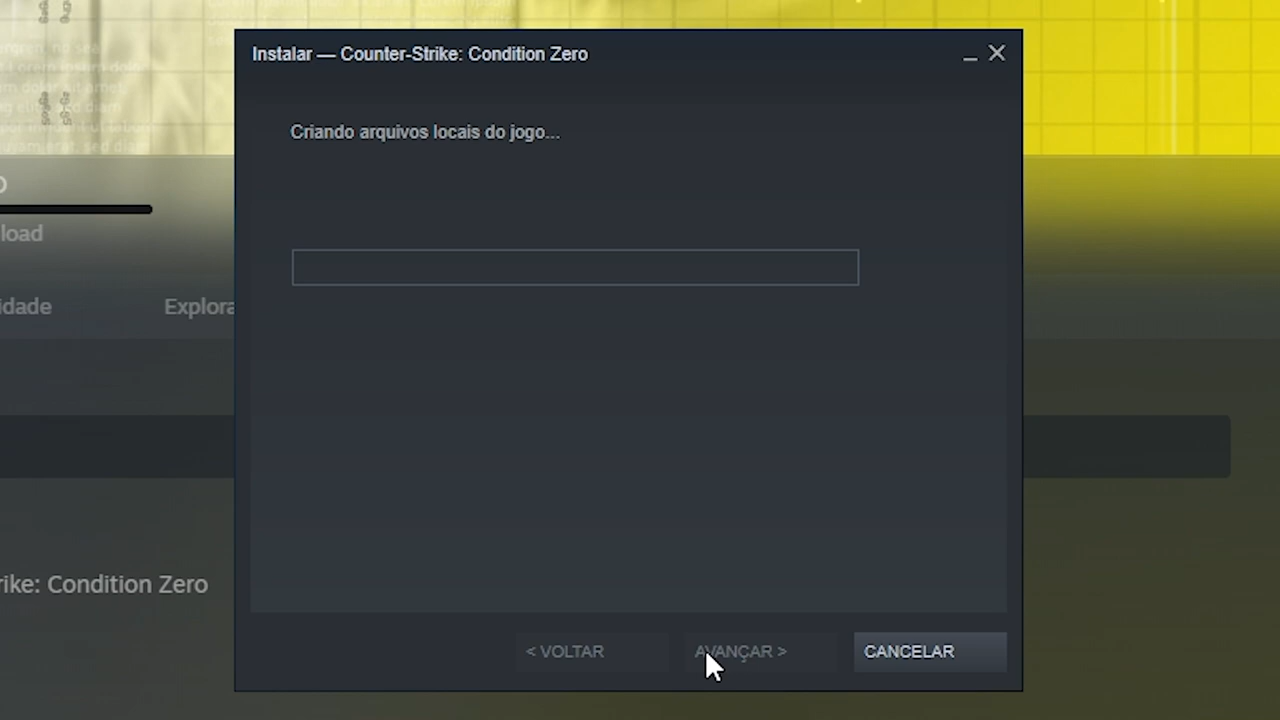 Instalar — Counter-Strike: Condition Zero
Criando arquivos locais do jogo...
load
idade
Explora
rike: Condition Zero
< VOLTAR
AVANÇAR >
CANCELAR